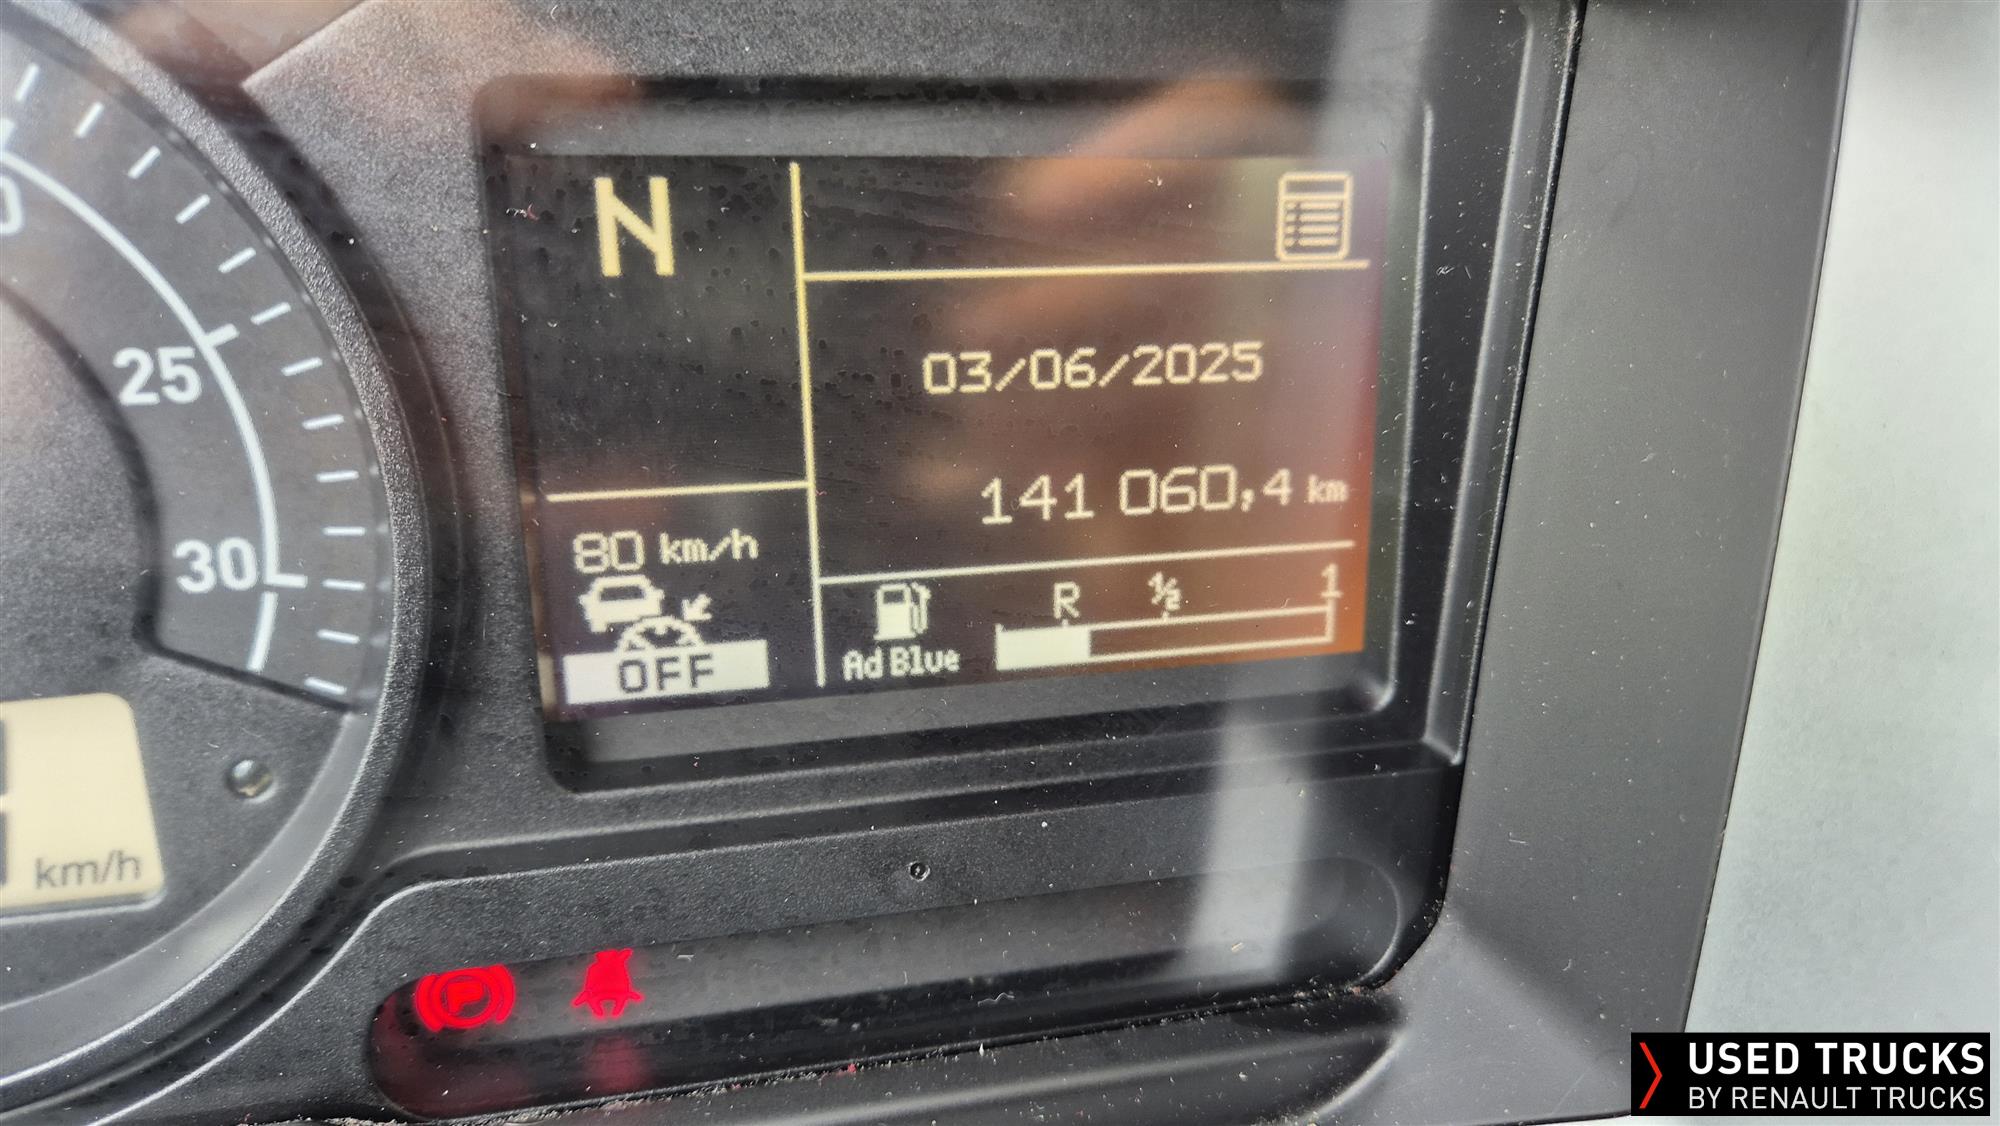 25
30
km/h
N
03/06/2025
141 060,4 km
80 km/h
OFF
R ½ 1
Ad Blue
P
USED TRUCKS
BY RENAULT TRUCKS